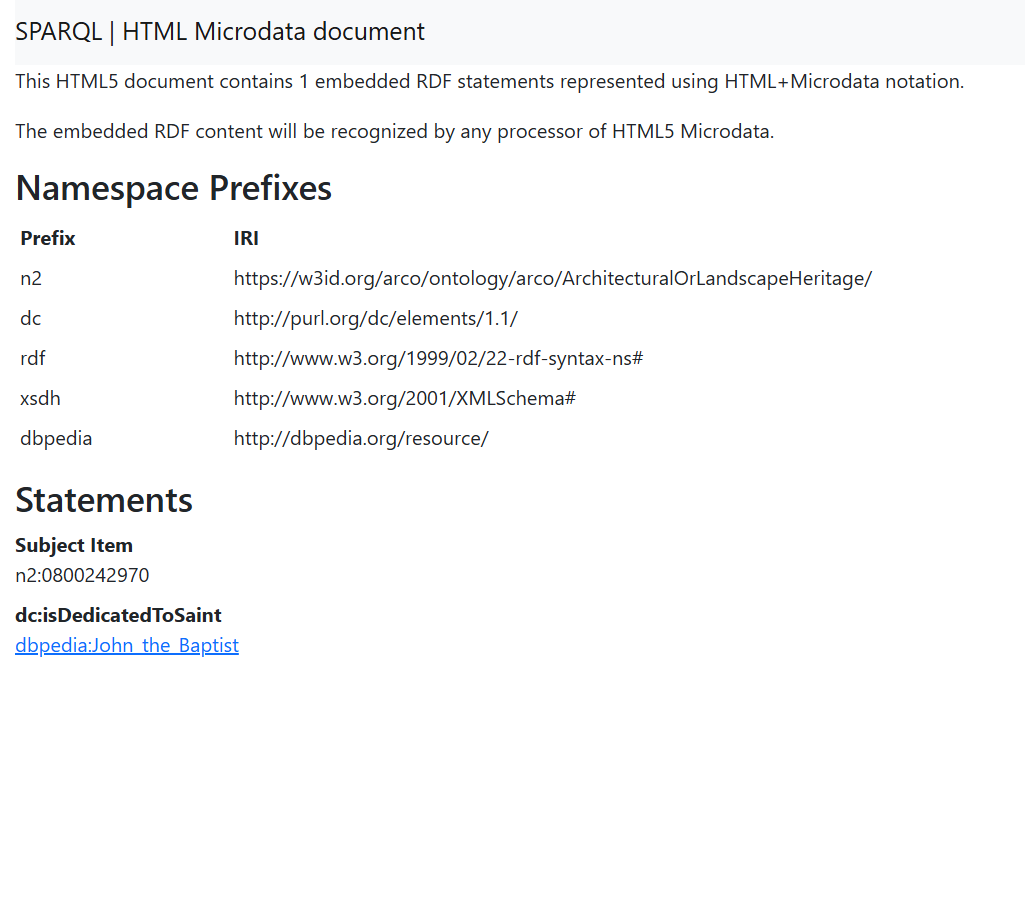 SPARQL | HTML Microdata document
This HTML5 document contains 1 embedded RDF statements represented using HTML+Microdata notation.
The embedded RDF content will be recognized by any processor of HTML5 Microdata.
Namespace Prefixes
Prefix IRI
n2 https://w3id.org/arco/ontology/arco/ArchitecturalOrLandscapeHeritage/
dc http://purl.org/dc/elements/1.1/
rdf http://www.w3.org/1999/02/22-rdf-syntax-ns#
xsdh http://www.w3.org/2001/XMLSchema#
dbpedia http://dbpedia.org/resource/
Statements
Subject Item
n2:0800242970
dc:isDedicatedToSaint
dbpedia:John_the_Baptist